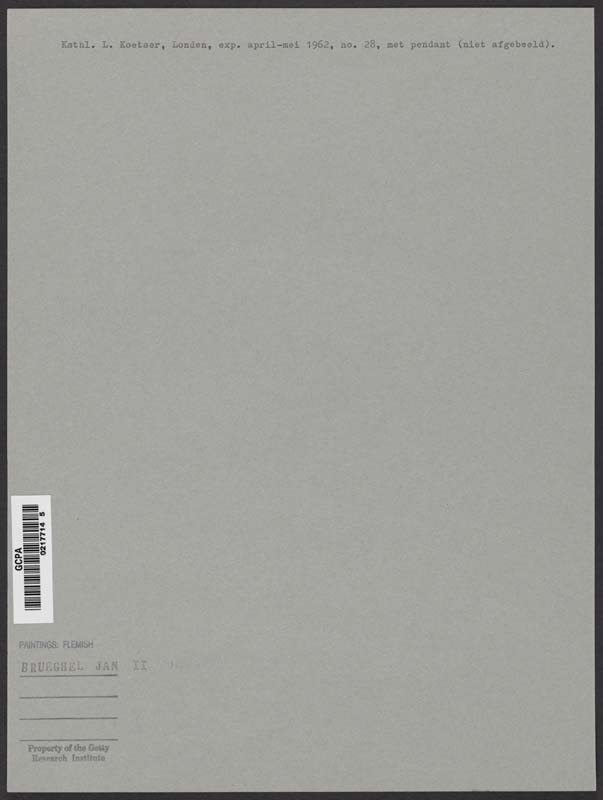 Ksthl. L. Koetser, Londen, exp. april-mei 1962, no. 28, met pendant (niet afgebeeld).
GCPA
0217714 5
PAINTINGS: FLEMISH
BRUEGHEL JAN II
Property of the Getty
Research Institute